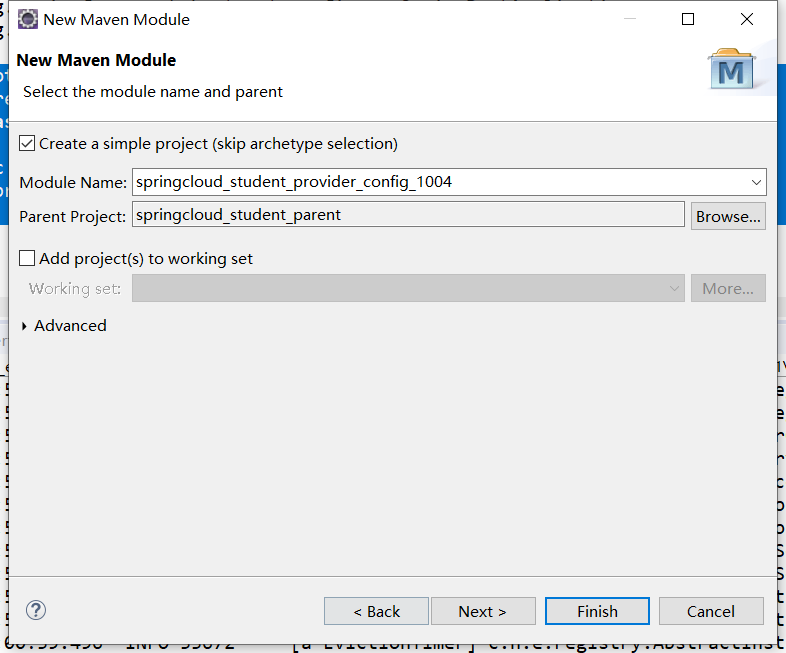 New Maven Module
New Maven Module
Select the module name and parent
M
Create a simple project (skip archetype selection)
Module Name: springcloud_student_provider_config_1004
Parent Project: springcloud_student_parent Browse...
Add project(s) to working set
Working set: More...
Advanced
? < Back Next > Finish Cancel